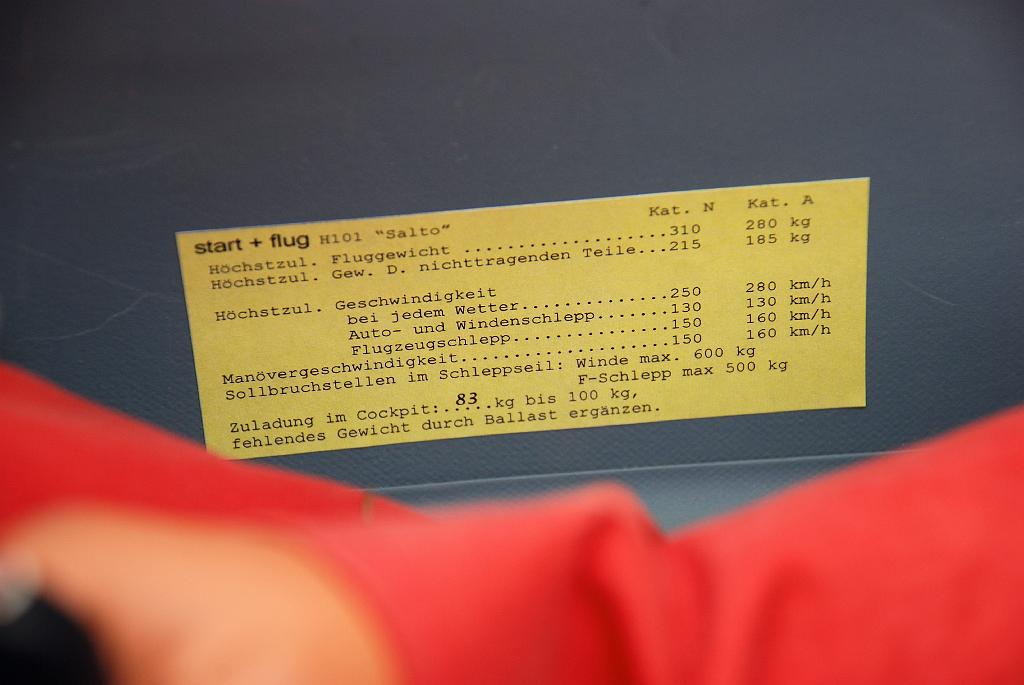 Kat. N Kat. A
start + flug H101 "Salto"
Höchstzul. Fluggewicht ....................310 280 kg
Höchstzul. Gew. D. nichttragenden Teile...215 185 kg
Höchstzul. Geschwindigkeit
bei jedem Wetter..............250 280 km/h
Auto- und Windenschlepp.......130 130 km/h
Flugzeugschlepp...............150 160 km/h
Manövergeschwindigkeit....................150 160 km/h
Sollbruchstellen im Schleppseil: Winde max. 600 kg
F-Schlepp max 500 kg
Zuladung im Cockpit:.83..kg bis 100 kg,
fehlendes Gewicht durch Ballast ergänzen.